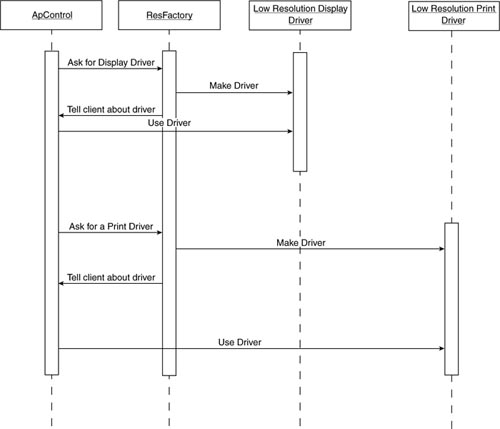 ApControl
ResFactory
Low Resolution Display
Driver
Low Resolution Print
Driver
Ask for Display Driver
Make Driver
Tell client about driver
Use Driver
Ask for a Print Driver
Make Driver
Tell client about driver
Use Driver